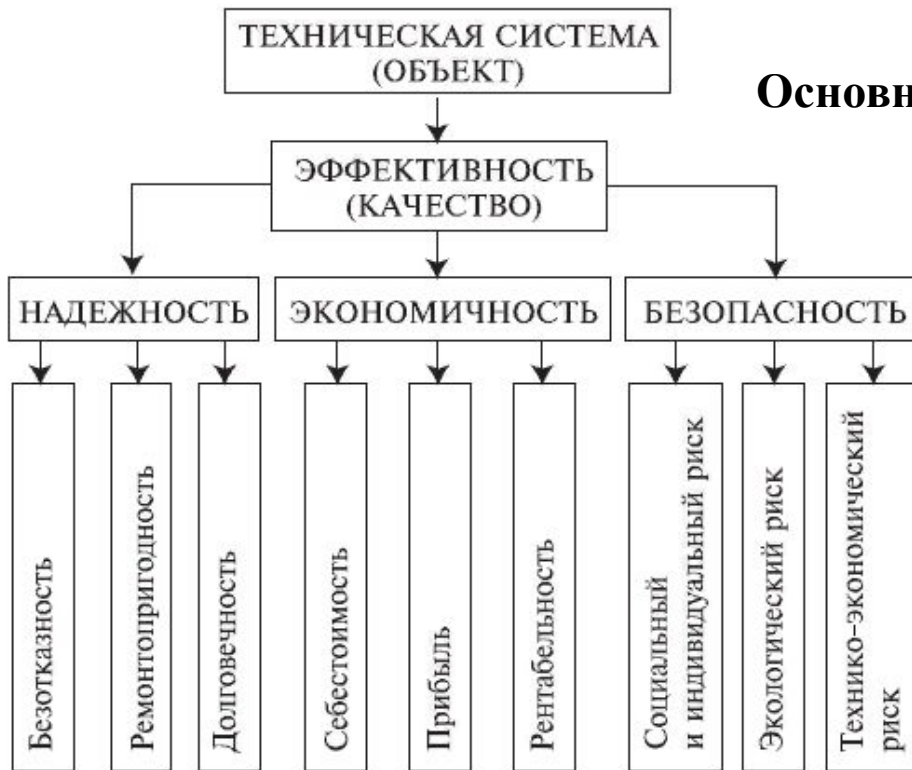 ТЕХНИЧЕСКАЯ СИСТЕМА
(ОБЪЕКТ)
Основн
ЭФФЕКТИВНОСТЬ
(КАЧЕСТВО)
НАДЕЖНОСТЬ
ЭКОНОМИЧНОСТЬ
БЕЗОПАСНОСТЬ
Безотказность
Ремонтопригодность
Долговечность
Себестоимость
Прибыль
Рентабельность
Социальный
и индивидуальный риск
Экологический риск
Технико-экономический
риск